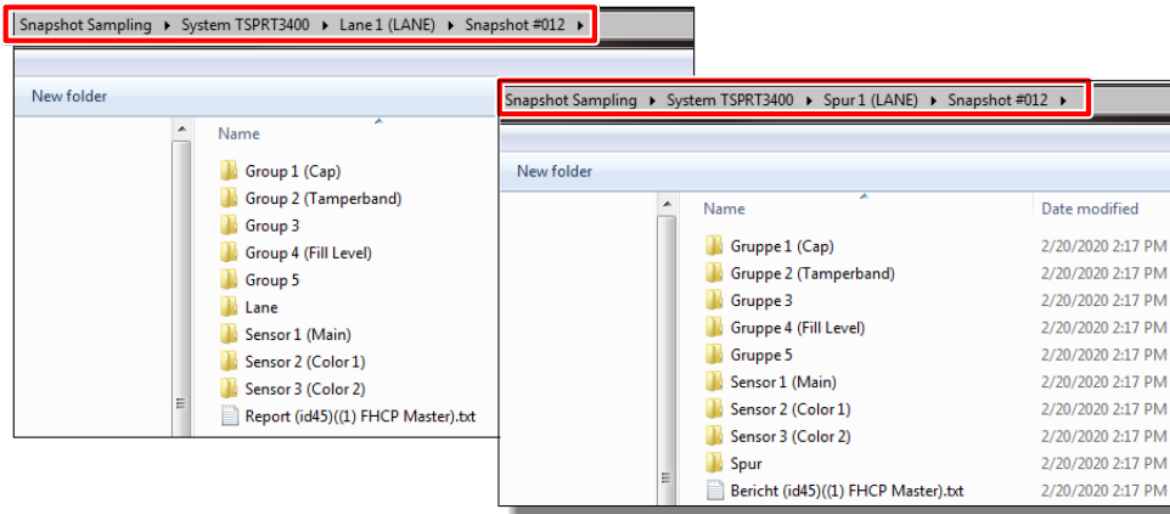 Snapshot Sampling ▸ System TSPRT3400 ▸ Lane 1 (LANE) ▸ Snapshot #012 ▸
New folder
Name
Group 1 (Cap)
Group 2 (Tamperband)
Group 3
Group 4 (Fill Level)
Group 5
Lane
Sensor 1 (Main)
Sensor 2 (Color 1)
Sensor 3 (Color 2)
Report (id45)((1) FHCP Master).txt
Snapshot Sampling ▸ System TSPRT3400 ▸ Spur 1 (LANE) ▸ Snapshot #012 ▸
New folder
Name Date modified
Gruppe 1 (Cap) 2/20/2020 2:17 PM
Gruppe 2 (Tamperband) 2/20/2020 2:17 PM
Gruppe 3 2/20/2020 2:17 PM
Gruppe 4 (Fill Level) 2/20/2020 2:17 PM
Gruppe 5 2/20/2020 2:17 PM
Sensor 1 (Main) 2/20/2020 2:17 PM
Sensor 2 (Color 1) 2/20/2020 2:17 PM
Sensor 3 (Color 2) 2/20/2020 2:17 PM
Spur 2/20/2020 2:17 PM
Bericht (id45)((1) FHCP Master).txt 2/20/2020 2:17 PM